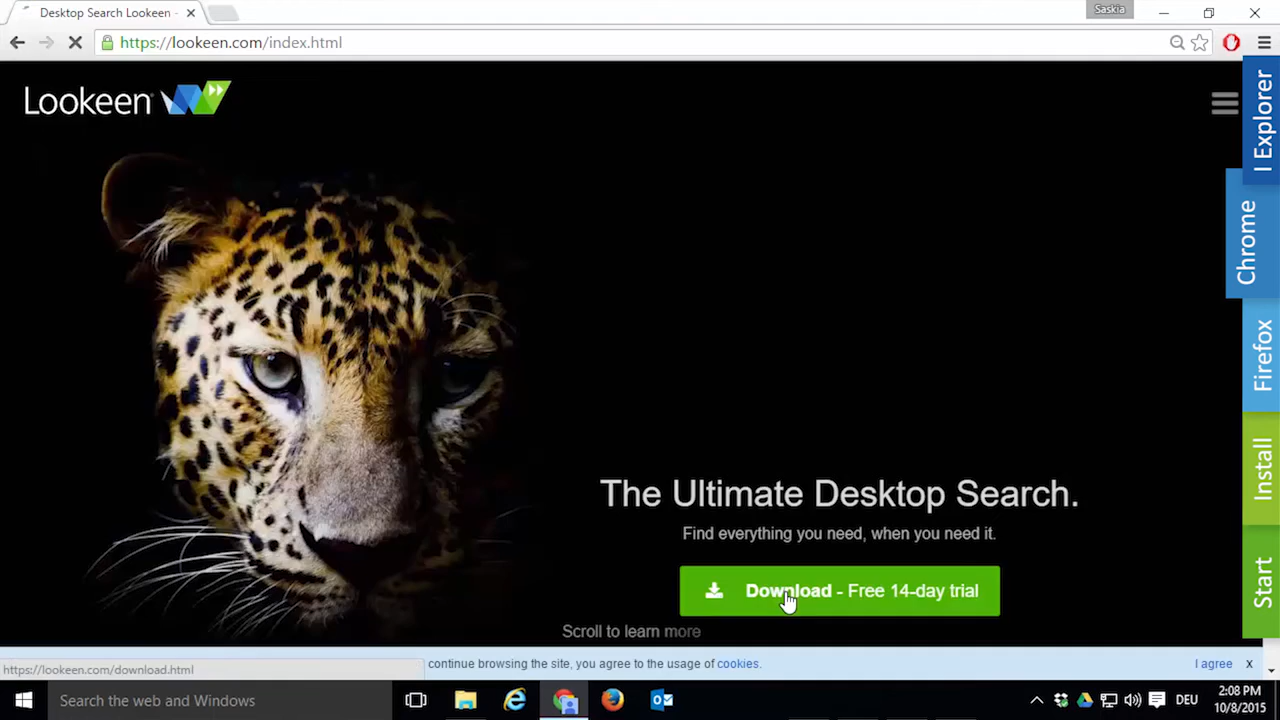 Desktop Search Lookeen -
Saskia
https://lookeen.com/index.html
Lookeen
I Explorer
Chrome
Firefox
Install
Start
The Ultimate Desktop Search.
Find everything you need, when you need it.
Download - Free 14-day trial
Scroll to learn more
continue browsing the site, you agree to the usage of cookies.
I agree
x
https://lookeen.com/download.html
Search the web and Windows
DEU
2:08 PM
10/8/2015